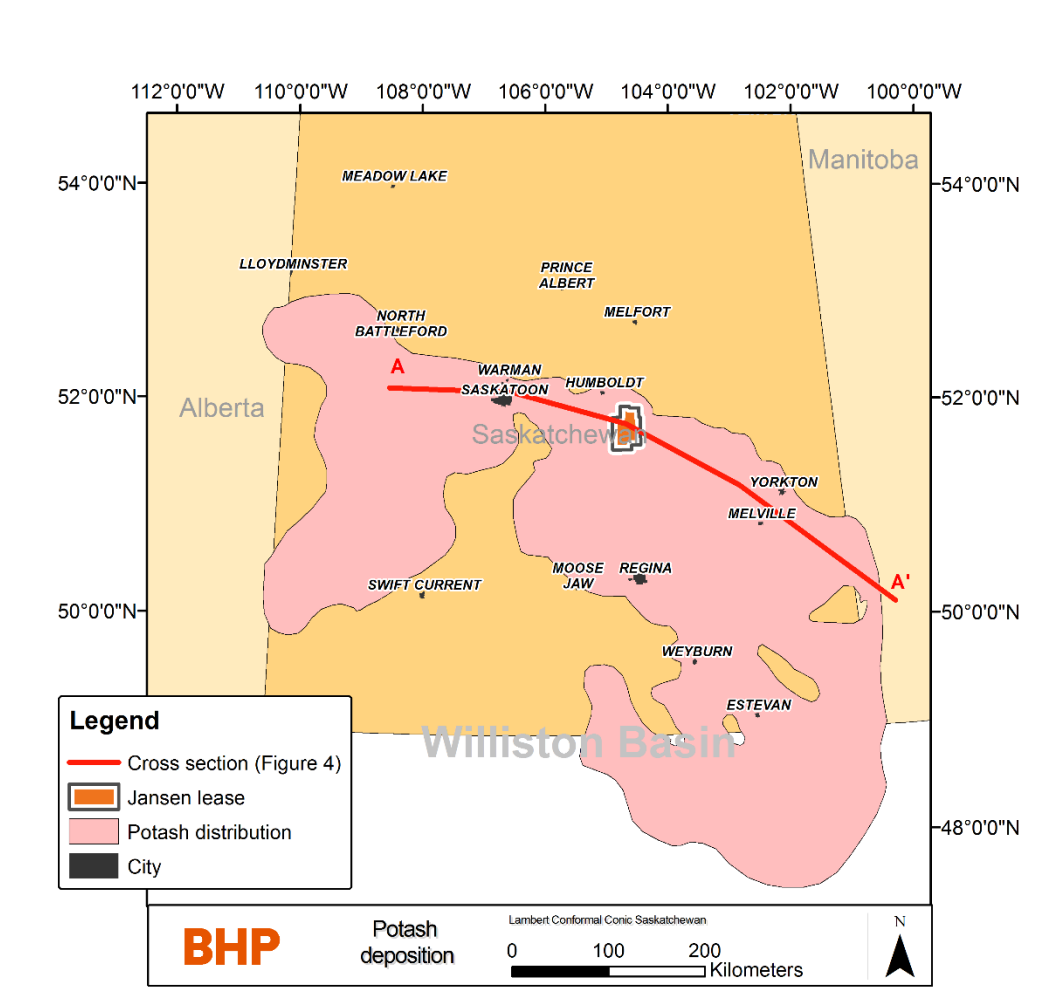 112°0'0"W 110°0'0"W 108°0'0"W 106°0'0"W 104°0'0"W 102°0'0"W 100°0'0"W
Manitoba
MEADOW LAKE
54°0'0"N
54°0'0"N
LLOYDMINSTER
PRINCE
ALBERT
MELFORT
NORTH
BATTLEFORD
A
WARMAN
SASKATOON
HUMBOLDT
52°0'0"N
52°0'0"N
Alberta
Saskatchewan
YORKTON
MELVILLE
MOOSE
JAW
REGINA
SWIFT CURRENT
A'
50°0'0"N
50°0'0"N
WEYBURN
ESTEVAN
Williston Basin
48°0'0"N
Legend
Cross section (Figure 4)
Jansen lease
Potash distribution
City
BHP
Potash
deposition
Lambert Conformal Conic Saskatchewan
0 100 200
Kilometers
N